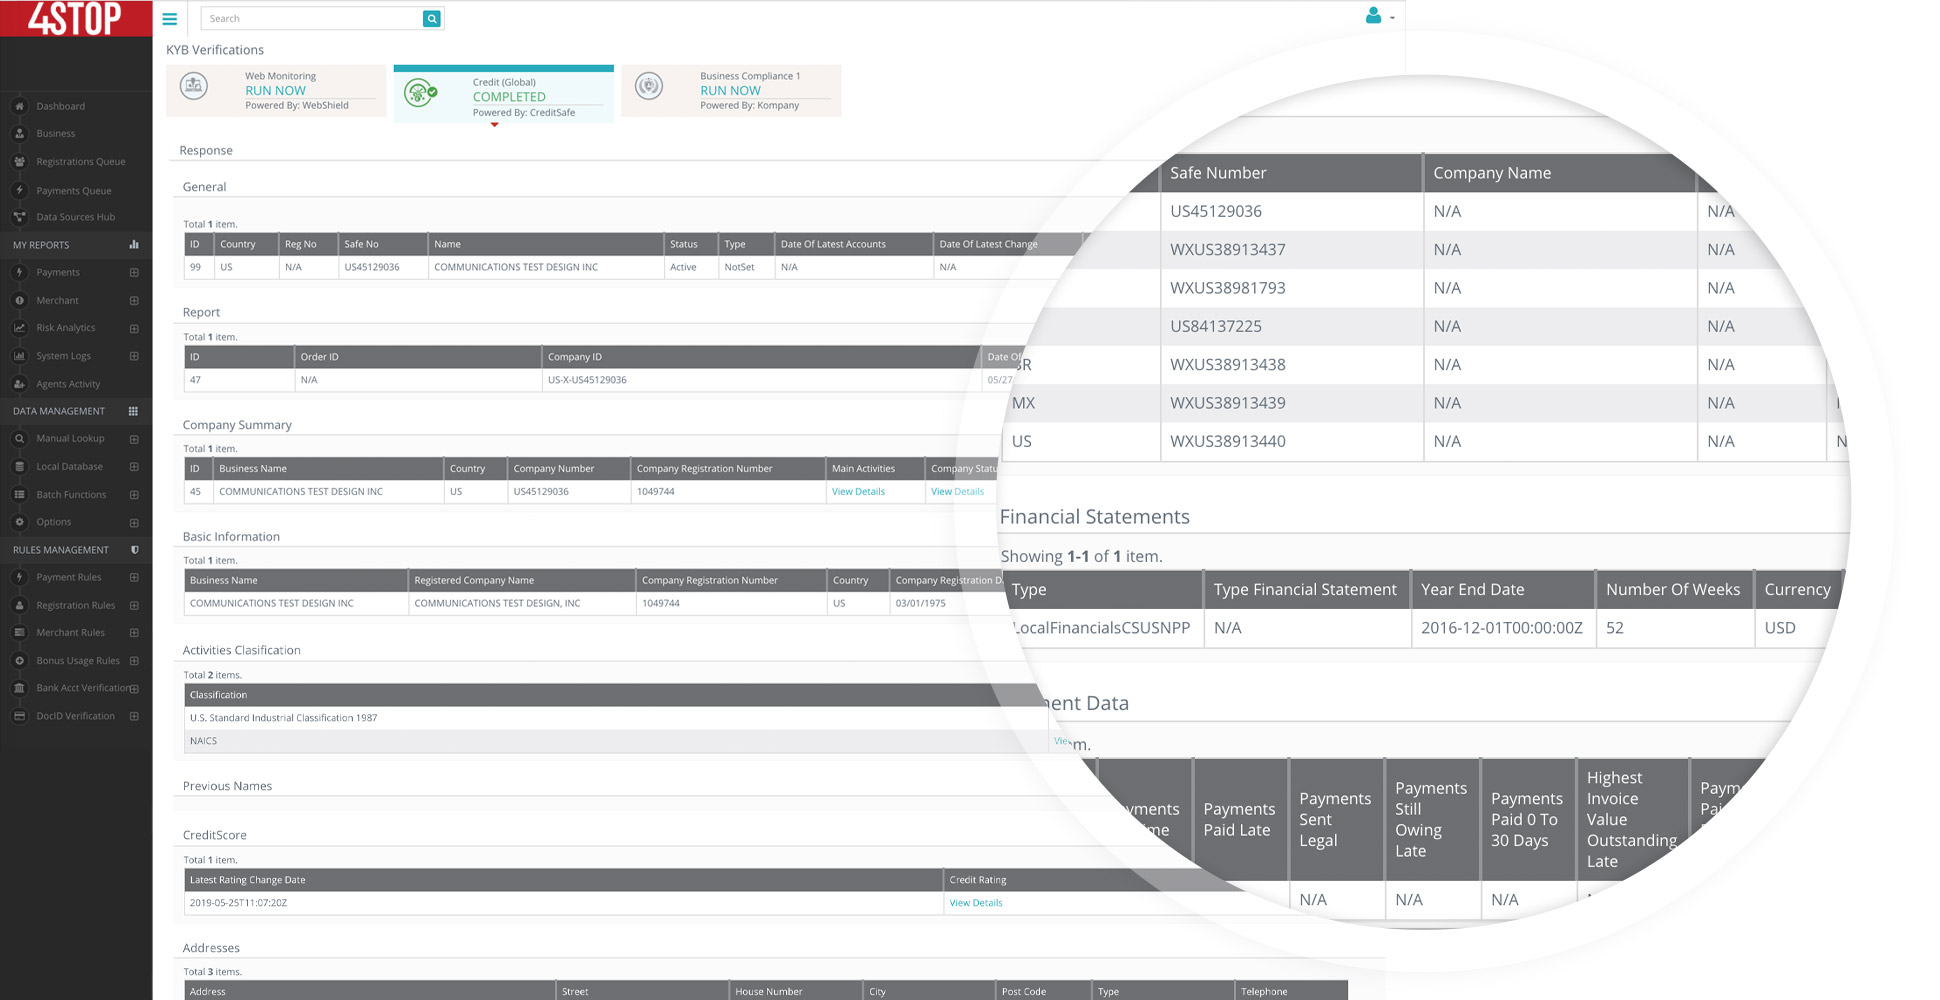 4STOP
Search
KYB Verifications
Web Monitoring
RUN NOW
Powered By: WebShield
Credit (Global)
COMPLETED
Powered By: CreditSafe
Business Compliance 1
RUN NOW
Powered By: Kompany
Dashboard
Business
Registrations Queue
Payments Queue
Data Sources Hub
MY REPORTS
Payments
Merchant
Risk Analytics
System Logs
Agents Activity
DATA MANAGEMENT
Manual Lookup
Local Database
Batch Functions
Options
RULES MANAGEMENT
Payment Rules
Registration Rules
Merchant Rules
Bonus Usage Rules
Bank Acct Verification
DocID Verification
Response
General
Total 1 item.
ID Country Reg No Safe No Name Status Type Date Of Latest Accounts Date Of Latest Change
99 US N/A US45129036 COMMUNICATIONS TEST DESIGN INC Active NotSet N/A N/A
Report
Total 1 item.
ID Order ID Company ID Date Of
47 N/A US-X-US45129036 05/27
Company Summary
Total 1 item.
ID Business Name Country Company Number Company Registration Number Main Activities Company Statu
45 COMMUNICATIONS TEST DESIGN INC US US45129036 1049744 View Details View Details
Basic Information
Total 1 item.
Business Name Registered Company Name Company Registration Number Country Company Registration D
COMMUNICATIONS TEST DESIGN INC COMMUNICATIONS TEST DESIGN, INC 1049744 US 03/01/1975
Activities Clasification
Total 2 items.
Classification
U.S. Standard Industrial Classification 1987
NAICS Vie
Previous Names
CreditScore
Total 1 item.
Latest Rating Change Date Credit Rating
2019-05-25T11:07:20Z View Details
Addresses
Total 3 items.
Address Street House Number City Post Code Type Telephone
Safe Number Company Name
US45129036 N/A N/A
WXUS38913437 N/A N/A
WXUS38981793 N/A N/A
US84137225 N/A N/A
R WXUS38913438 N/A N/A
MX WXUS38913439 N/A N/A
US WXUS38913440 N/A N/A N
Financial Statements
Showing 1-1 of 1 item.
Type Type Financial Statement Year End Date Number Of Weeks Currency
LocalFinancialsCSUSNPP N/A 2016-12-01T00:00:00Z 52 USD
ent Data
m.
yments
me
Payments
Paid Late
Payments
Sent
Legal
Payments
Still
Owing
Late
Payments
Paid 0 To
30 Days
Highest
Invoice
Value
Outstanding
Late
Paym
Pai
N/A N/A N/A